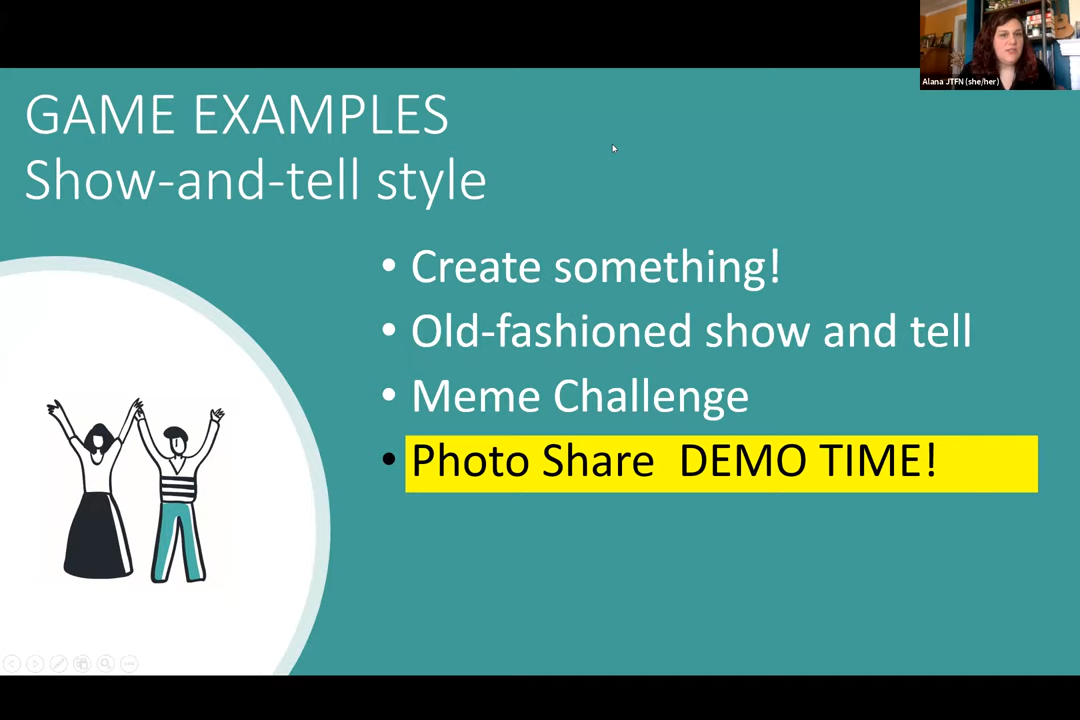 Alana JTFN (she/her)
GAME EXAMPLES
Show-and-tell style
• Create something!
• Old-fashioned show and tell
• Meme Challenge
• Photo Share DEMO TIME!